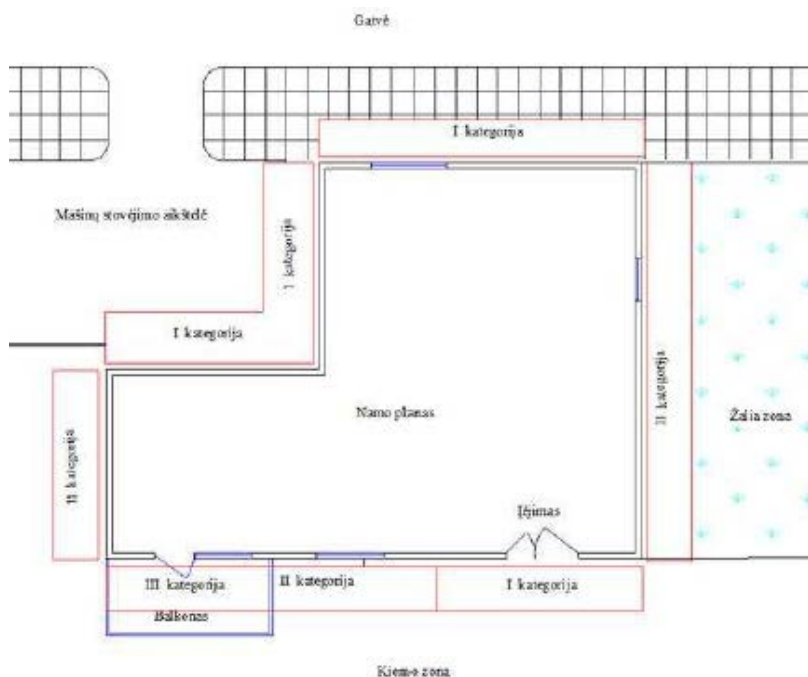 Gatvė
I kategorija
Mašinų stovėjimo aikštelė
I kategorija
I kategorija
II kategorija
Namo planas
II kategorija
Žalia zona
Įėjimas
III kategorija
II kategorija
I kategorija
Balkonas
Kiemo zona